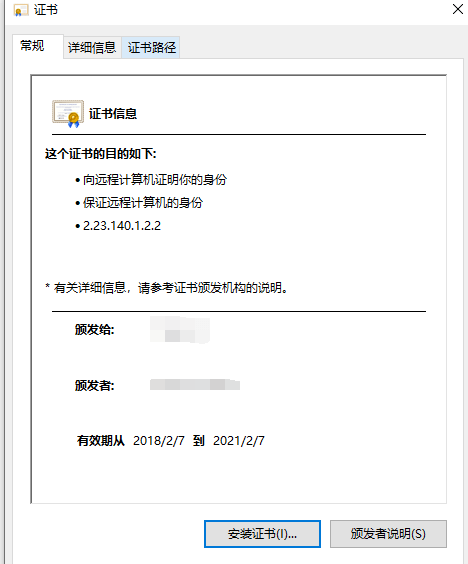 证书
常规 详细信息 证书路径
证书信息
这个证书的目的如下:
• 向远程计算机证明你的身份
• 保证远程计算机的身份
• 2.23.140.1.2.2
* 有关详细信息，请参考证书颁发机构的说明。
颁发给:
颁发者:
有效期从 2018/2/7 到 2021/2/7
安装证书(I)... 颁发者说明(S)